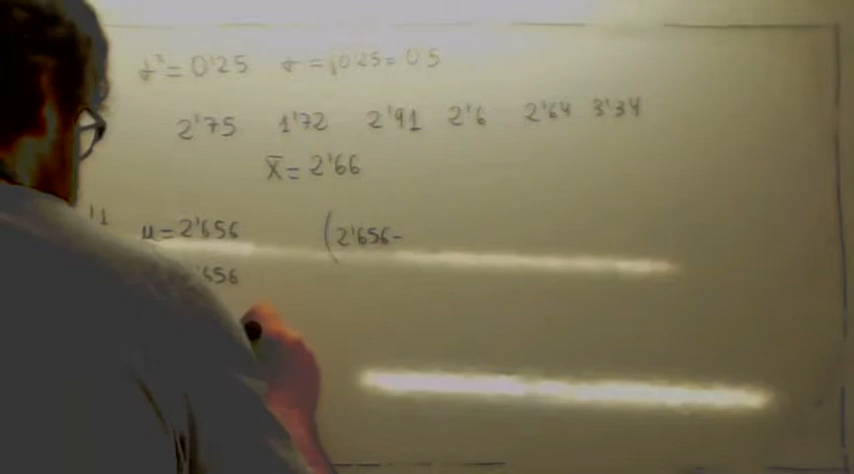 σ² = 0'25 σ = √0'25 = 0'5
2'75 1'72 2'91 2'6 2'64 3'34
x̄ = 2'66
'1 μ = 2'656 (2'656 -
'656